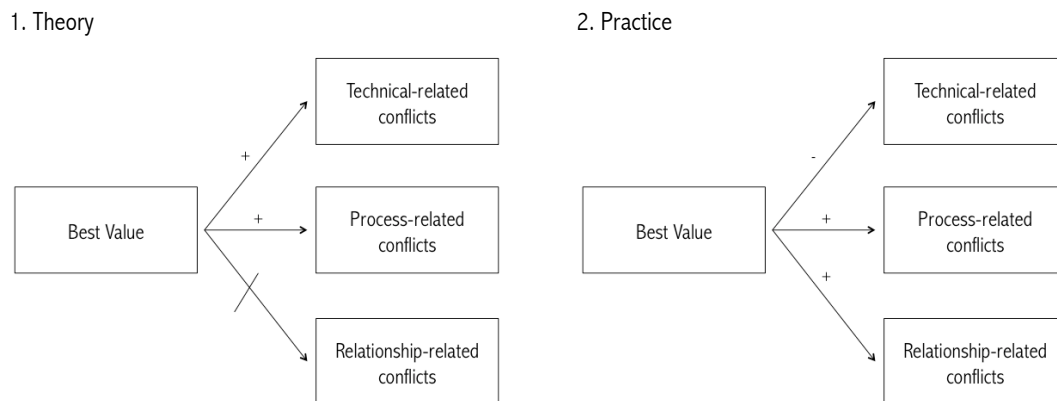 1. Theory
Technical-related
conflicts
+
Best Value
+
Process-related
conflicts
Relationship-related
conflicts
2. Practice
Technical-related
conflicts
-
Best Value
+
Process-related
conflicts
+
Relationship-related
conflicts